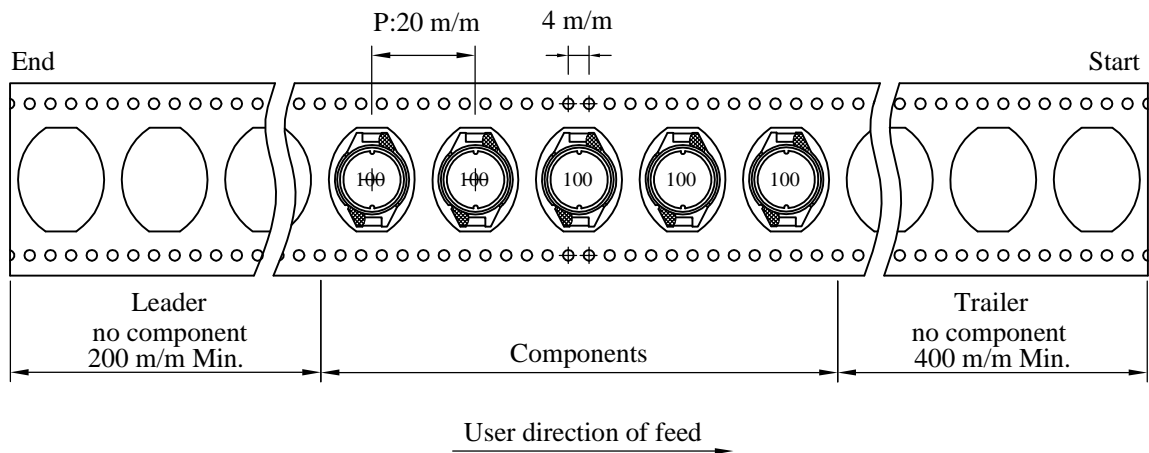 P:20 m/m
4 m/m
End
Start
100
100
100
100
100
Leader
no component
200 m/m Min.
Components
Trailer
no component
400 m/m Min.
User direction of feed